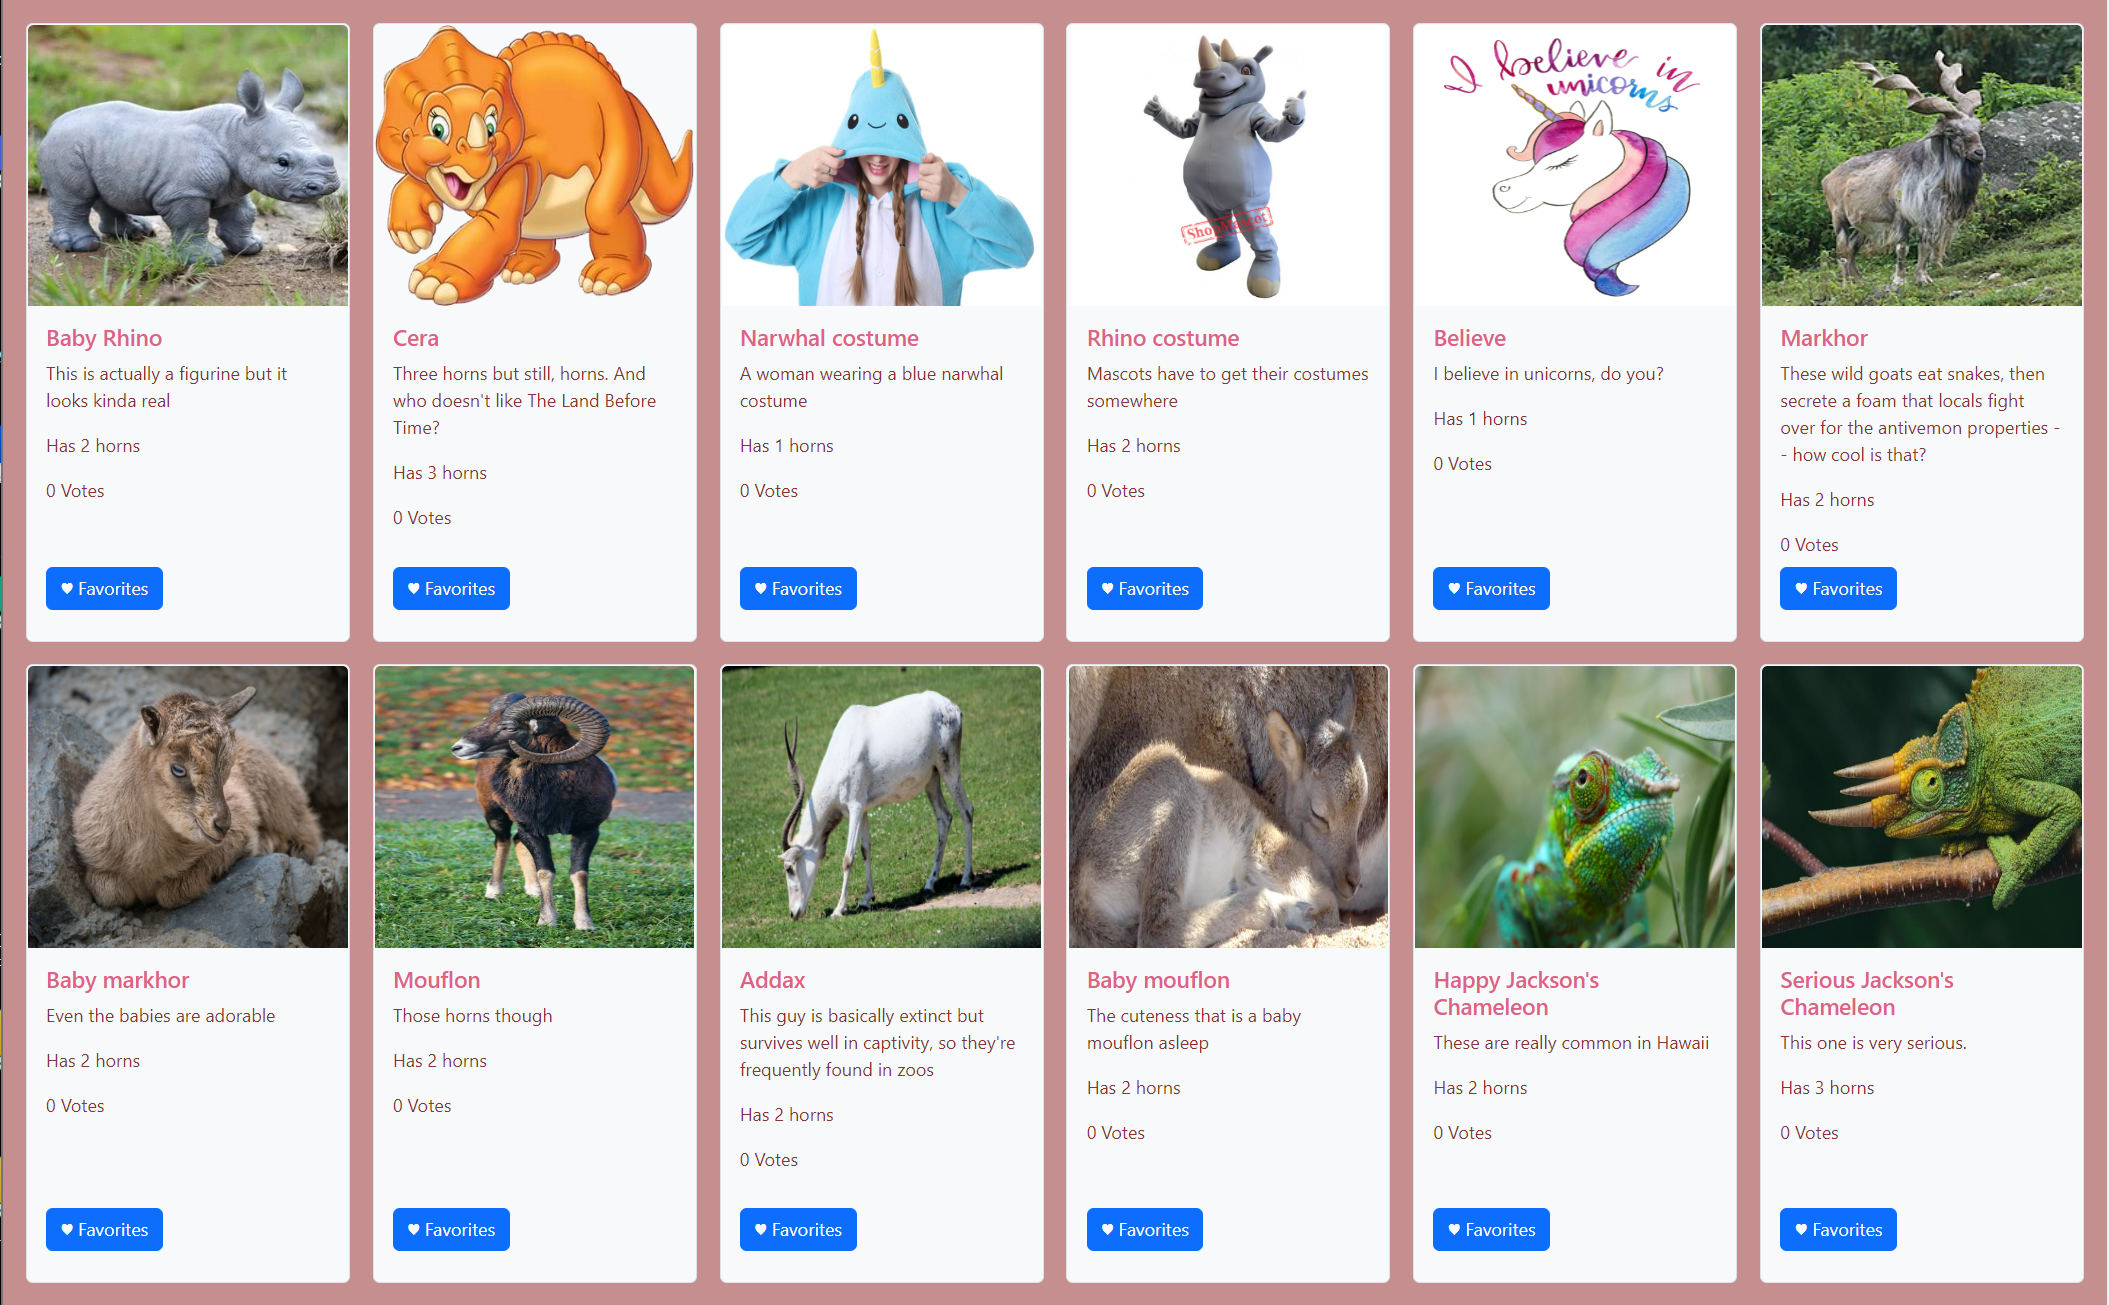 I believe in
unicorns
ShopMascot
Baby Rhino
This is actually a figurine but it
looks kinda real
Has 2 horns
0 Votes
♥ Favorites
Cera
Three horns but still, horns. And
who doesn't like The Land Before
Time?
Has 3 horns
0 Votes
♥ Favorites
Narwhal costume
A woman wearing a blue narwhal
costume
Has 1 horns
0 Votes
♥ Favorites
Rhino costume
Mascots have to get their costumes
somewhere
Has 2 horns
0 Votes
♥ Favorites
Believe
I believe in unicorns, do you?
Has 1 horns
0 Votes
♥ Favorites
Markhor
These wild goats eat snakes, then
secrete a foam that locals fight
over for the antivemon properties -
- how cool is that?
Has 2 horns
0 Votes
♥ Favorites
Baby markhor
Even the babies are adorable
Has 2 horns
0 Votes
♥ Favorites
Mouflon
Those horns though
Has 2 horns
0 Votes
♥ Favorites
Addax
This guy is basically extinct but
survives well in captivity, so they're
frequently found in zoos
Has 2 horns
0 Votes
♥ Favorites
Baby mouflon
The cuteness that is a baby
mouflon asleep
Has 2 horns
0 Votes
♥ Favorites
Happy Jackson's
Chameleon
These are really common in Hawaii
Has 2 horns
0 Votes
♥ Favorites
Serious Jackson's
Chameleon
This one is very serious.
Has 3 horns
0 Votes
♥ Favorites